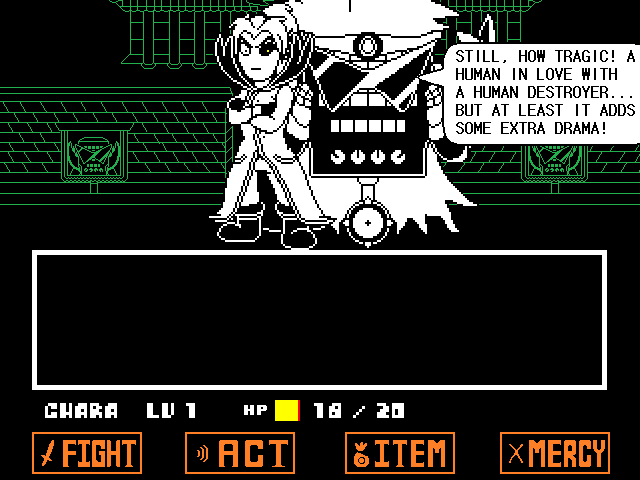 STILL, HOW TRAGIC! A
HUMAN IN LOVE WITH
A HUMAN DESTROYER...
BUT AT LEAST IT ADDS
SOME EXTRA DRAMA!
CHARA LV 1 HP 18 / 20
FIGHT ACT ITEM MERCY